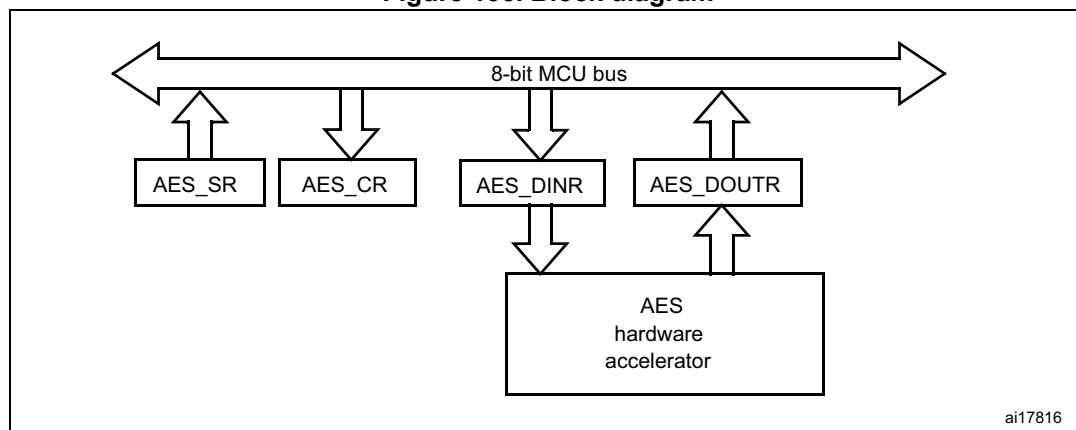 8-bit MCU bus
AES_SR
AES_CR
AES_DINR
AES_DOUTR
AES
hardware
accelerator
ai17816